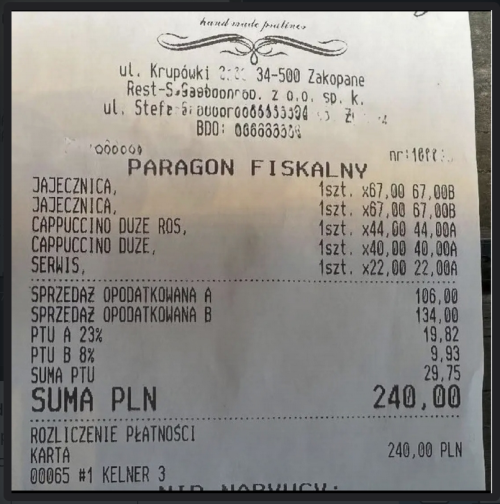 hand made pralines
ul. Krupówki 34-500 Zakopane
sp. k.
ul.
BDO:
PARAGON FISKALNY
JAJECZNICA, 1szt. x67,00 67,00B
JAJECZNICA, 1szt. x67,00 67,00B
CAPPUCCINO DUZE ROS, 1szt. x44,00 44,00A
CAPPUCCINO DUZE, 1szt. x40,00 40,00A
SERWIS, 1szt. x22,00 22,00A
SPRZEDAŻ OPODATKOWANA A 106,00
SPRZEDAŻ OPODATKOWANA B 134,00
PTU A 23% 19,82
PTU B 8% 9,93
SUMA PTU 29,75
SUMA PLN 240,00
ROZLICZENIE PŁATNOŚCI
KARTA 240,00 PLN
00065 #1 KELNER 3